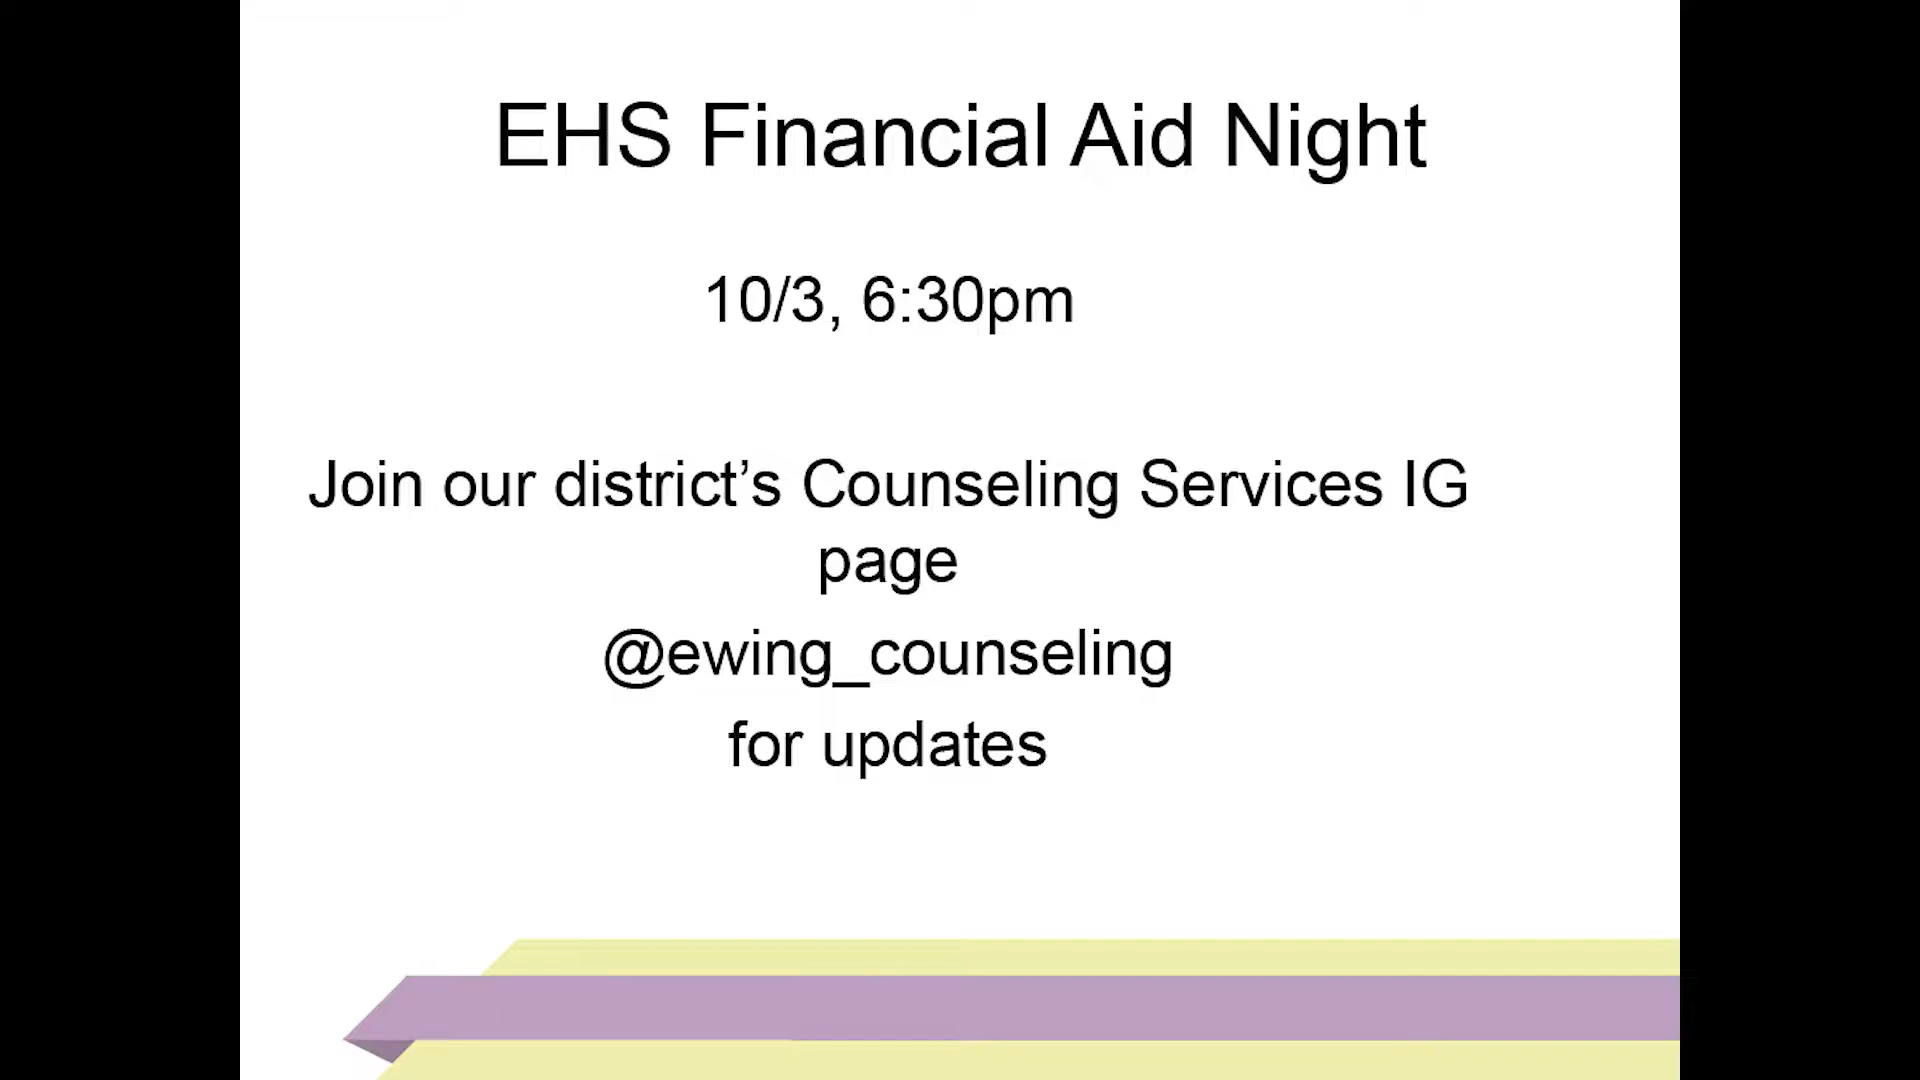 EHS Financial Aid Night
10/3, 6:30pm
Join our district’s Counseling Services IG
page
@ewing_counseling
for updates